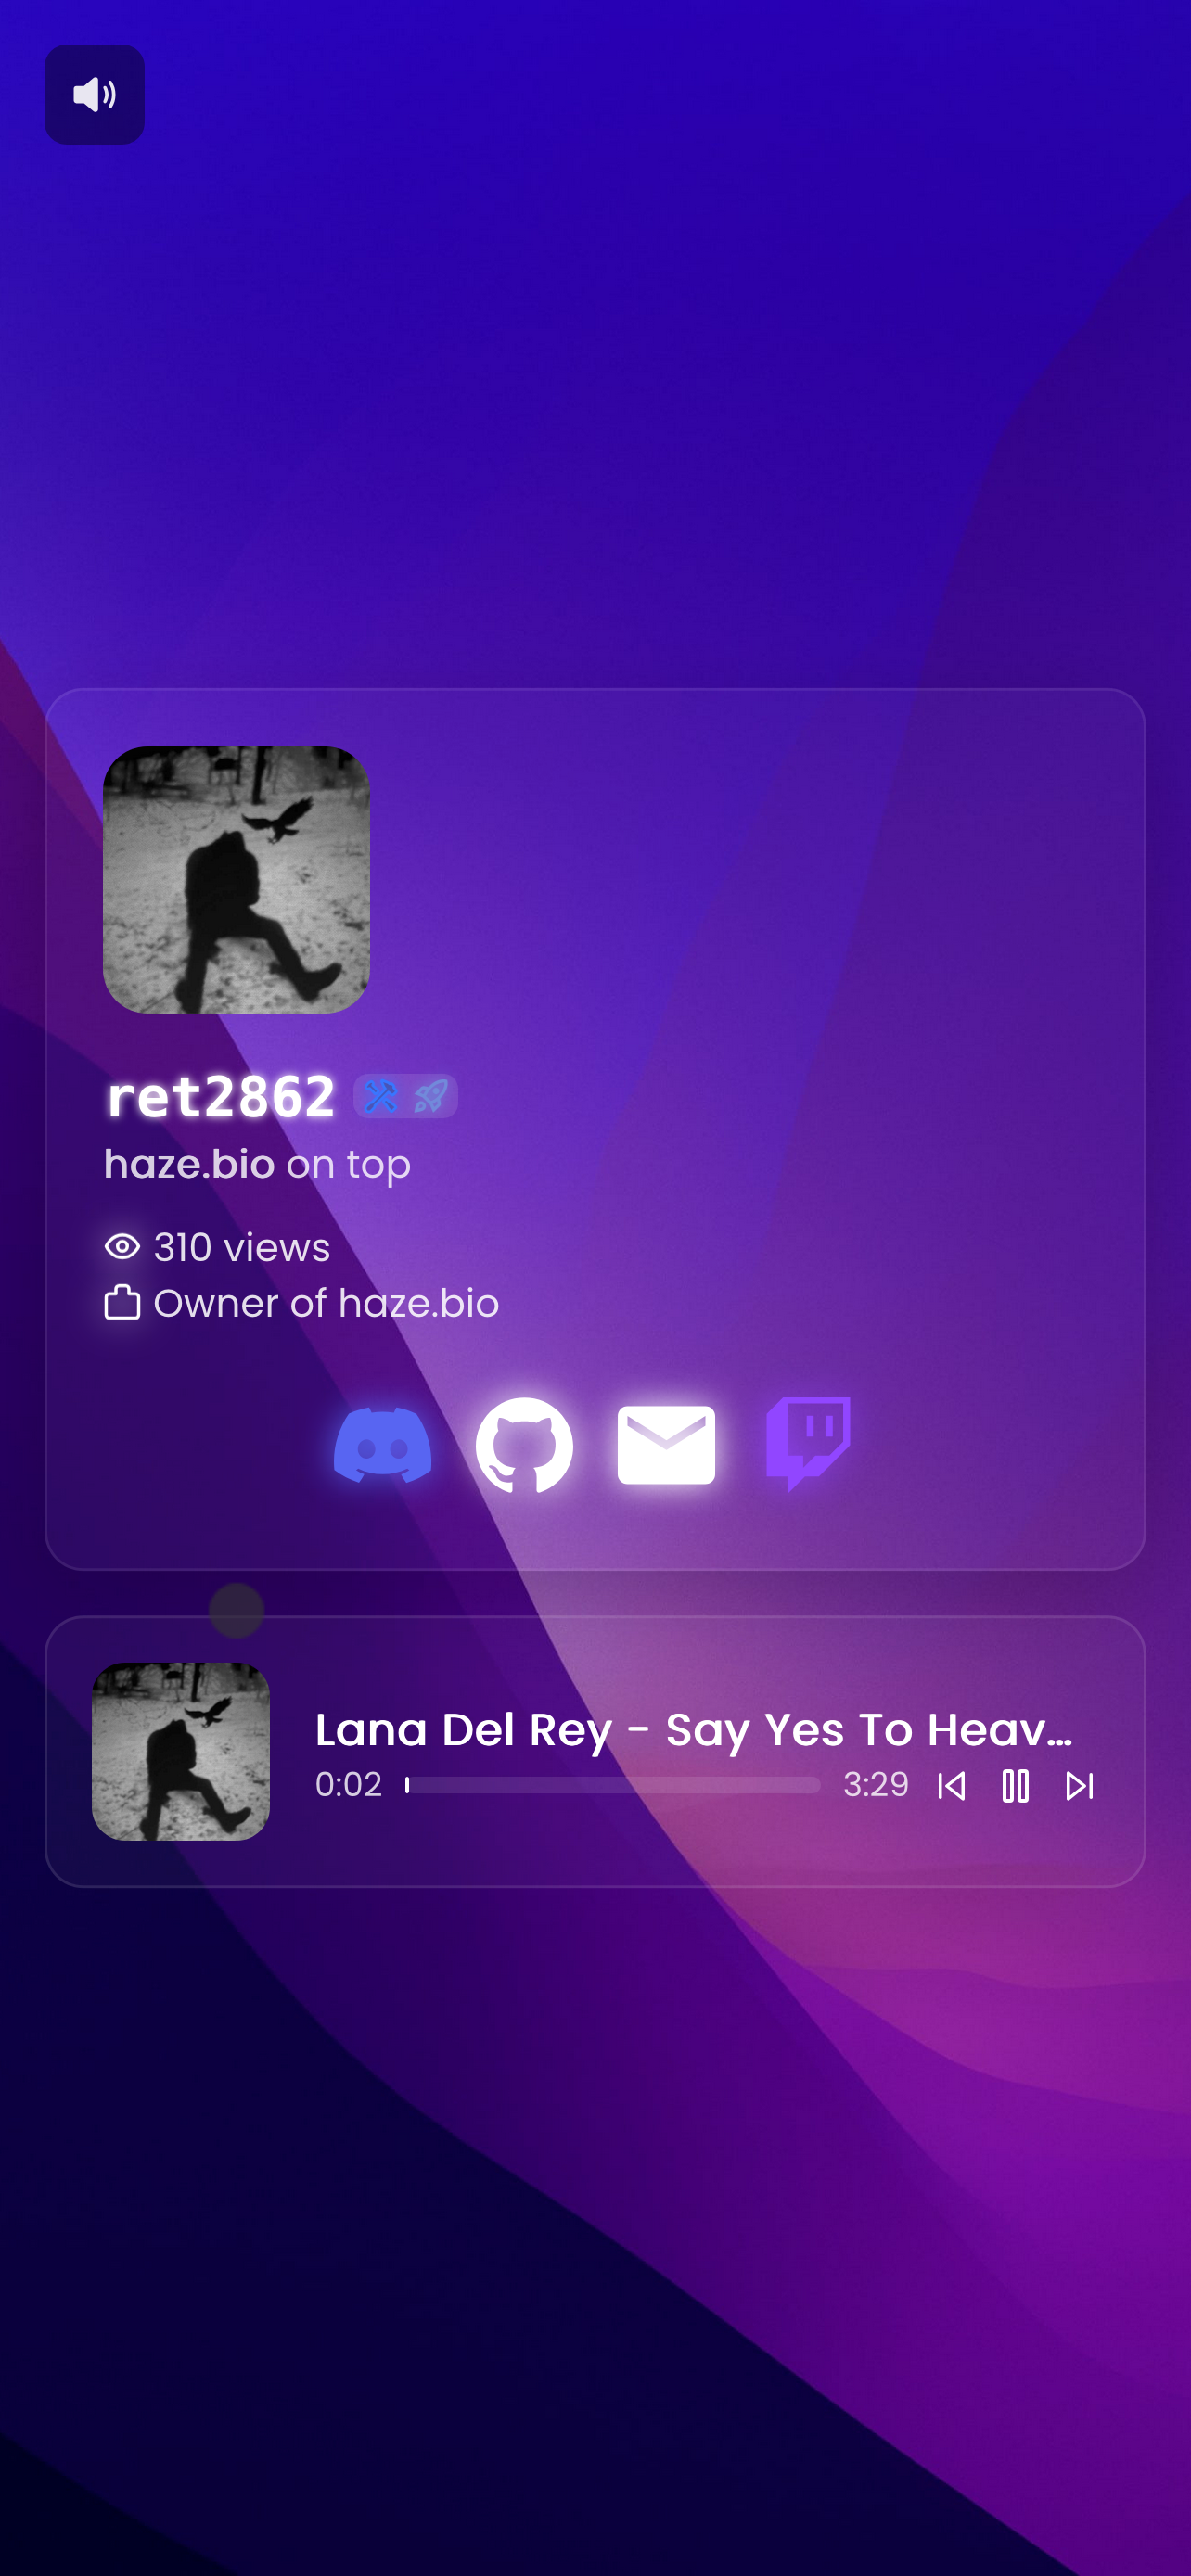 ret2862
haze.bio on top
310 views
Owner of haze.bio
Lana Del Rey - Say Yes To Heav...
0:02
3:29